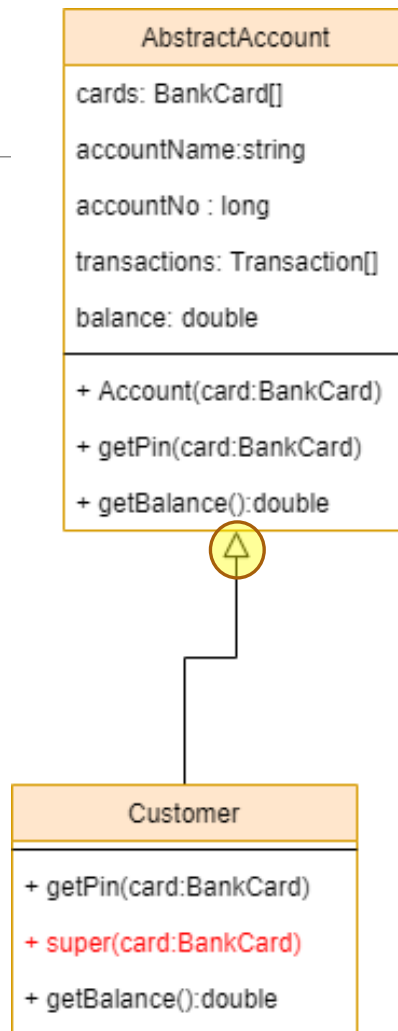 AbstractAccount
cards: BankCard[]
accountName:string
accountNo : long
transactions: Transaction[]
balance: double
+ Account(card:BankCard)
+ getPin(card:BankCard)
+ getBalance():double
Customer
+ getPin(card:BankCard)
+ super(card:BankCard)
+ getBalance():double